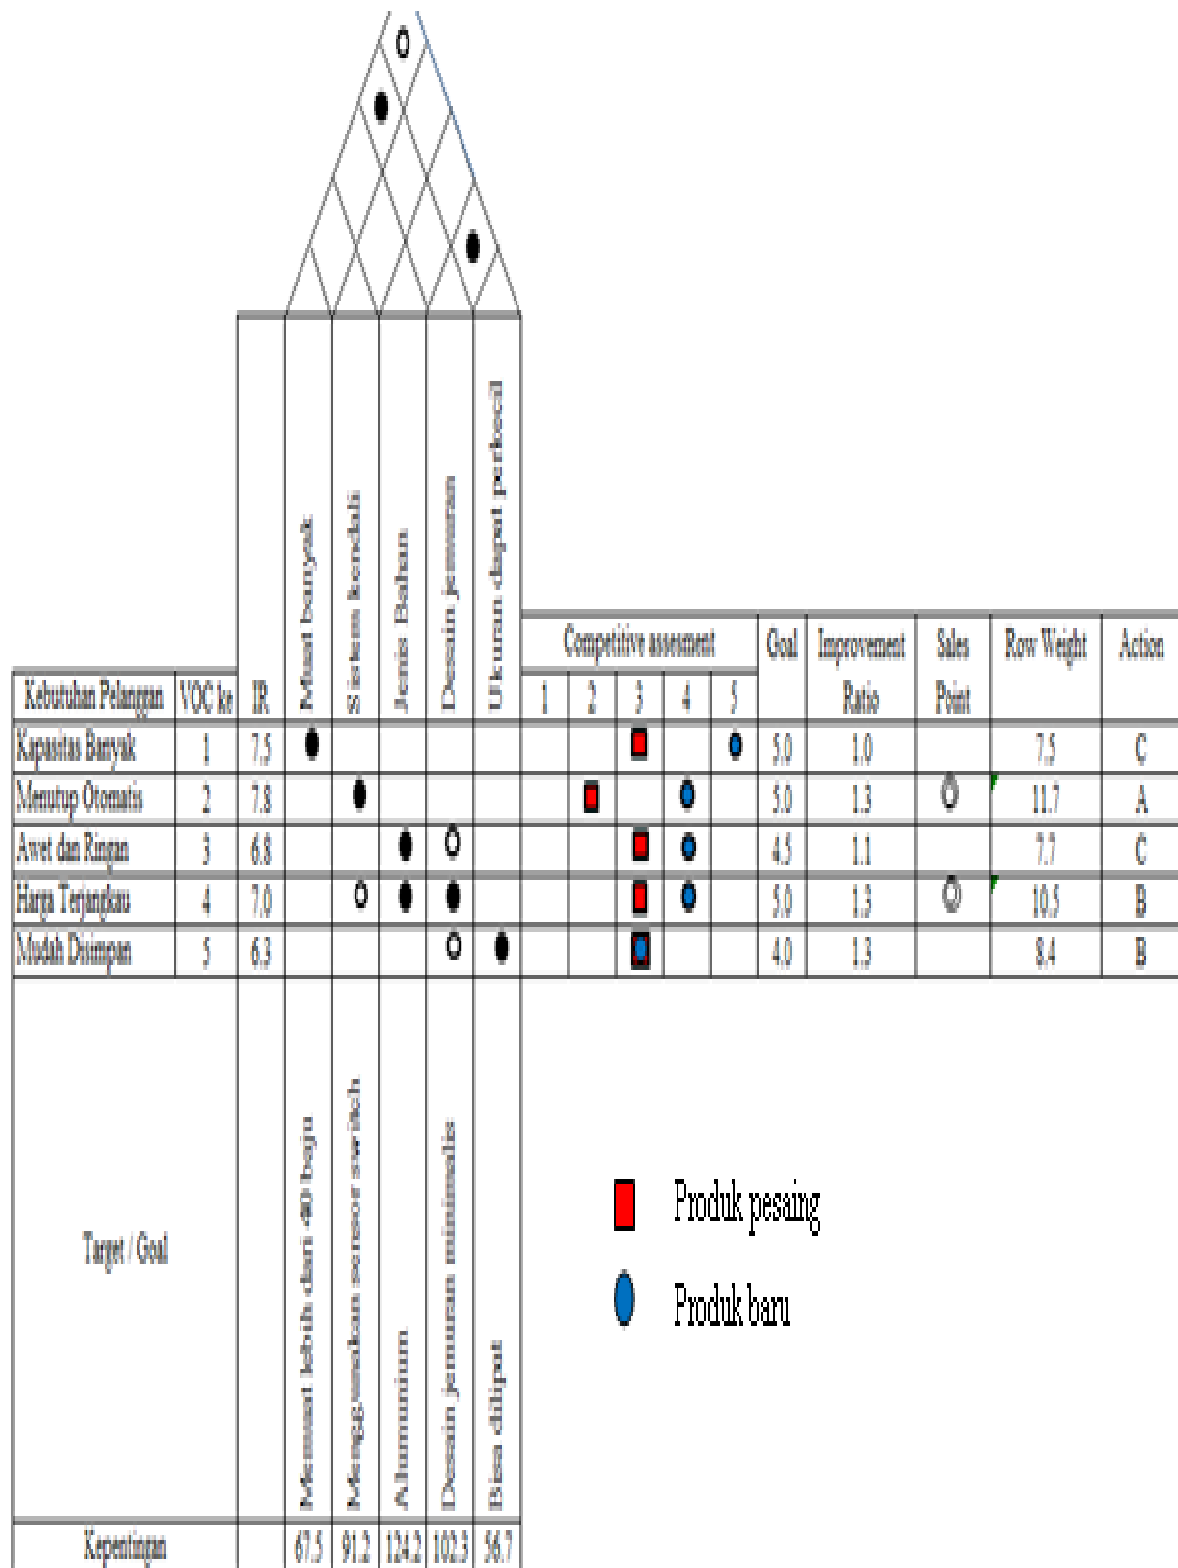 Muat banyak
Sistem kendali
Jenis Bahan
Desain jemuran
Ukuran dapat perkecil
Competitive assesment Goal Improvement Ratio Sales Point Row Weight Action
Kebutuhan Pelanggan VOC ke IR 1 2 3 4 5
Kapasitas Banyak 1 7.5 5.0 1.0 7.5 C
Menutup Otomatis 2 7.8 5.0 1.3 11.7 A
Awet dan Ringan 3 6.8 4.5 1.1 7.7 C
Harga Terjangkau 4 7.0 5.0 1.3 10.5 B
Mudah Disimpan 5 6.3 4.0 1.3 8.4 B
Target / Goal
Memuat lebih dari 40 baju
Menggunakan sensor switch
Alumunium
Desain jemuran minimalis
Bisa dilipat
Produk pesaing
Produk baru
Kepentingan 67.5 91.2 124.2 102.3 56.7